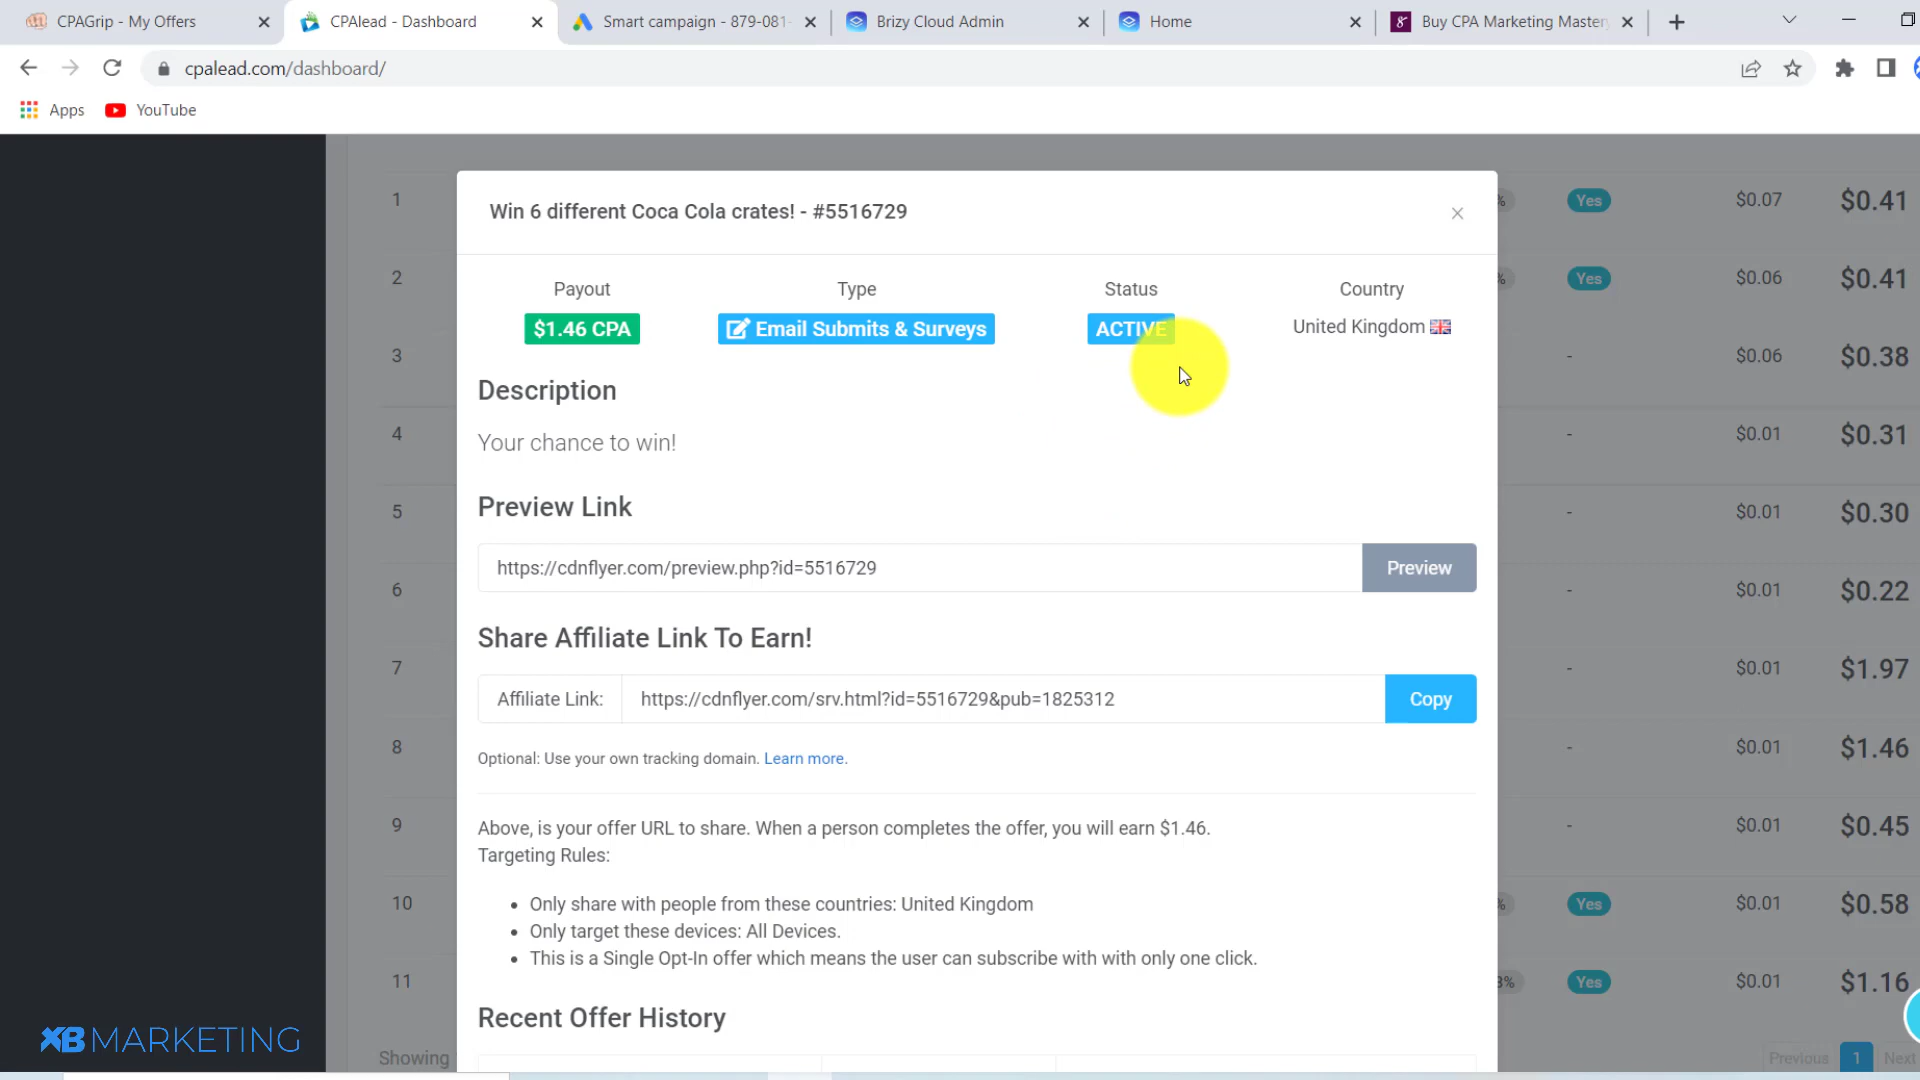 CPAGrip - My Offers
CPAlead - Dashboard
Smart campaign - 879-081-
Brizy Cloud Admin
Home
Buy CPA Marketing Mastery
cpalead.com/dashboard/
Apps
YouTube
Win 6 different Coca Cola crates! - #5516729
Payout
Type
Status
Country
$1.46 CPA
Email Submits & Surveys
ACTIVE
United Kingdom
Description
Your chance to win!
Preview Link
https://cdnflyer.com/preview.php?id=5516729
Preview
Share Affiliate Link To Earn!
Affiliate Link:
https://cdnflyer.com/srv.html?id=5516729&pub=1825312
Copy
Optional: Use your own tracking domain. Learn more.
Above, is your offer URL to share. When a person completes the offer, you will earn $1.46.
Targeting Rules:
• Only share with people from these countries: United Kingdom
• Only target these devices: All Devices.
• This is a Single Opt-In offer which means the user can subscribe with with only one click.
Recent Offer History
1 % Yes $0.07 $0.41
2 % Yes $0.06 $0.41
3 - $0.06 $0.38
4 - $0.01 $0.31
5 - $0.01 $0.30
6 - $0.01 $0.22
7 - $0.01 $1.97
8 - $0.01 $1.46
9 - $0.01 $0.45
10 % Yes $0.01 $0.58
11 3% Yes $0.01 $1.16
Showing
Previous 1 Next
XB MARKETING